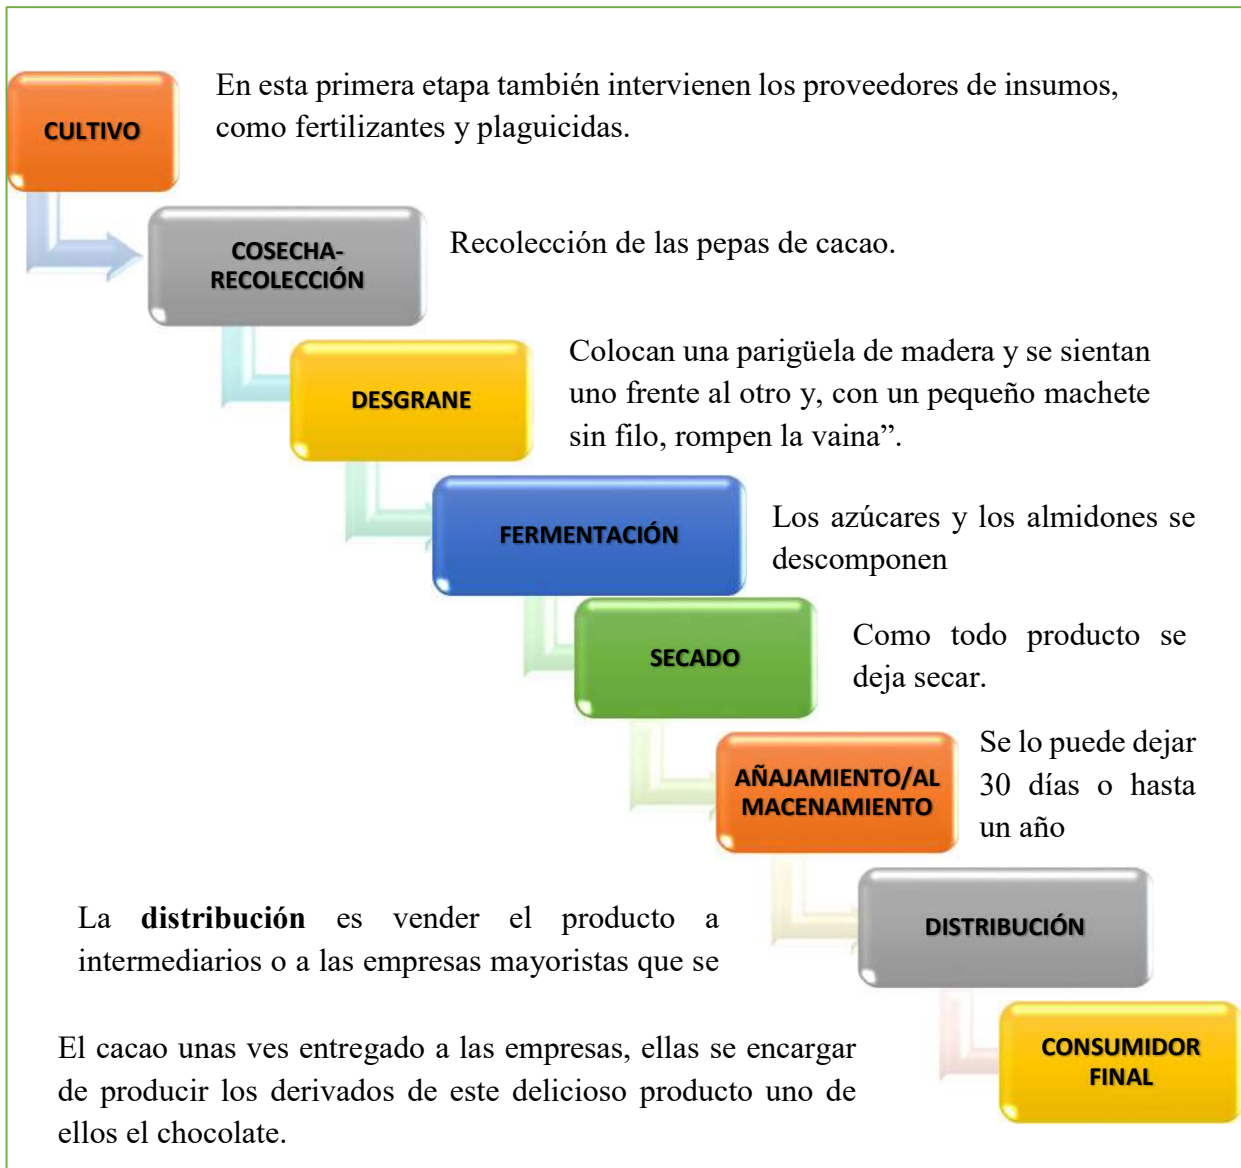 En esta primera etapa también intervienen los proveedores de insumos,
como fertilizantes y plaguicidas.
CULTIVO
COSECHA-
RECOLECCIÓN
Recolección de las pepas de cacao.
DESGRANE
Colocan una parigüela de madera y se sientan
uno frente al otro y, con un pequeño machete
sin filo, rompen la vaina”.
FERMENTACIÓN
Los azúcares y los almidones se
descomponen
SECADO
Como todo producto se
deja secar.
AÑAJAMIENTO/AL
MACENAMIENTO
Se lo puede dejar
30 días o hasta
un año
DISTRIBUCIÓN
La distribución es vender el producto a
intermediarios o a las empresas mayoristas que se
CONSUMIDOR
FINAL
El cacao unas ves entregado a las empresas, ellas se encargar
de producir los derivados de este delicioso producto uno de
ellos el chocolate.